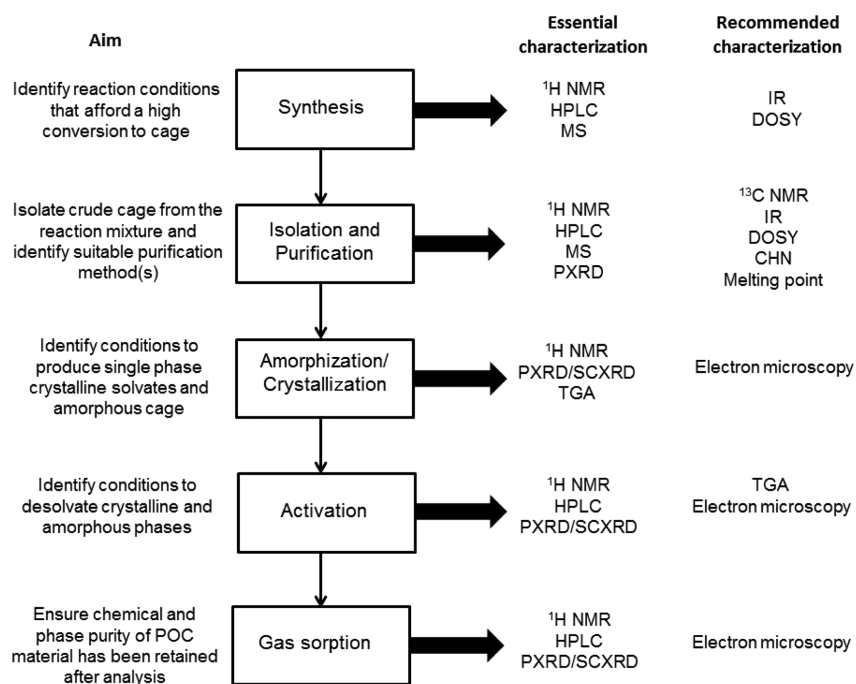 Aim
Essential
characterization
Recommended
characterization
Identify reaction conditions
that afford a high
conversion to cage
Synthesis
¹H NMR
HPLC
MS
IR
DOSY
Isolate crude cage from the
reaction mixture and
identify suitable purification
method(s)
Isolation and
Purification
¹H NMR
HPLC
MS
PXRD
¹³C NMR
IR
DOSY
CHN
Melting point
Identify conditions to
produce single phase
crystalline solvates and
amorphous cage
Amorphization/
Crystallization
¹H NMR
PXRD/SCXRD
TGA
Electron microscopy
Identify conditions to
desolvate crystalline and
amorphous phases
Activation
¹H NMR
HPLC
PXRD/SCXRD
TGA
Electron microscopy
Ensure chemical and
phase purity of POC
material has been retained
after analysis
Gas sorption
¹H NMR
HPLC
PXRD/SCXRD
Electron microscopy